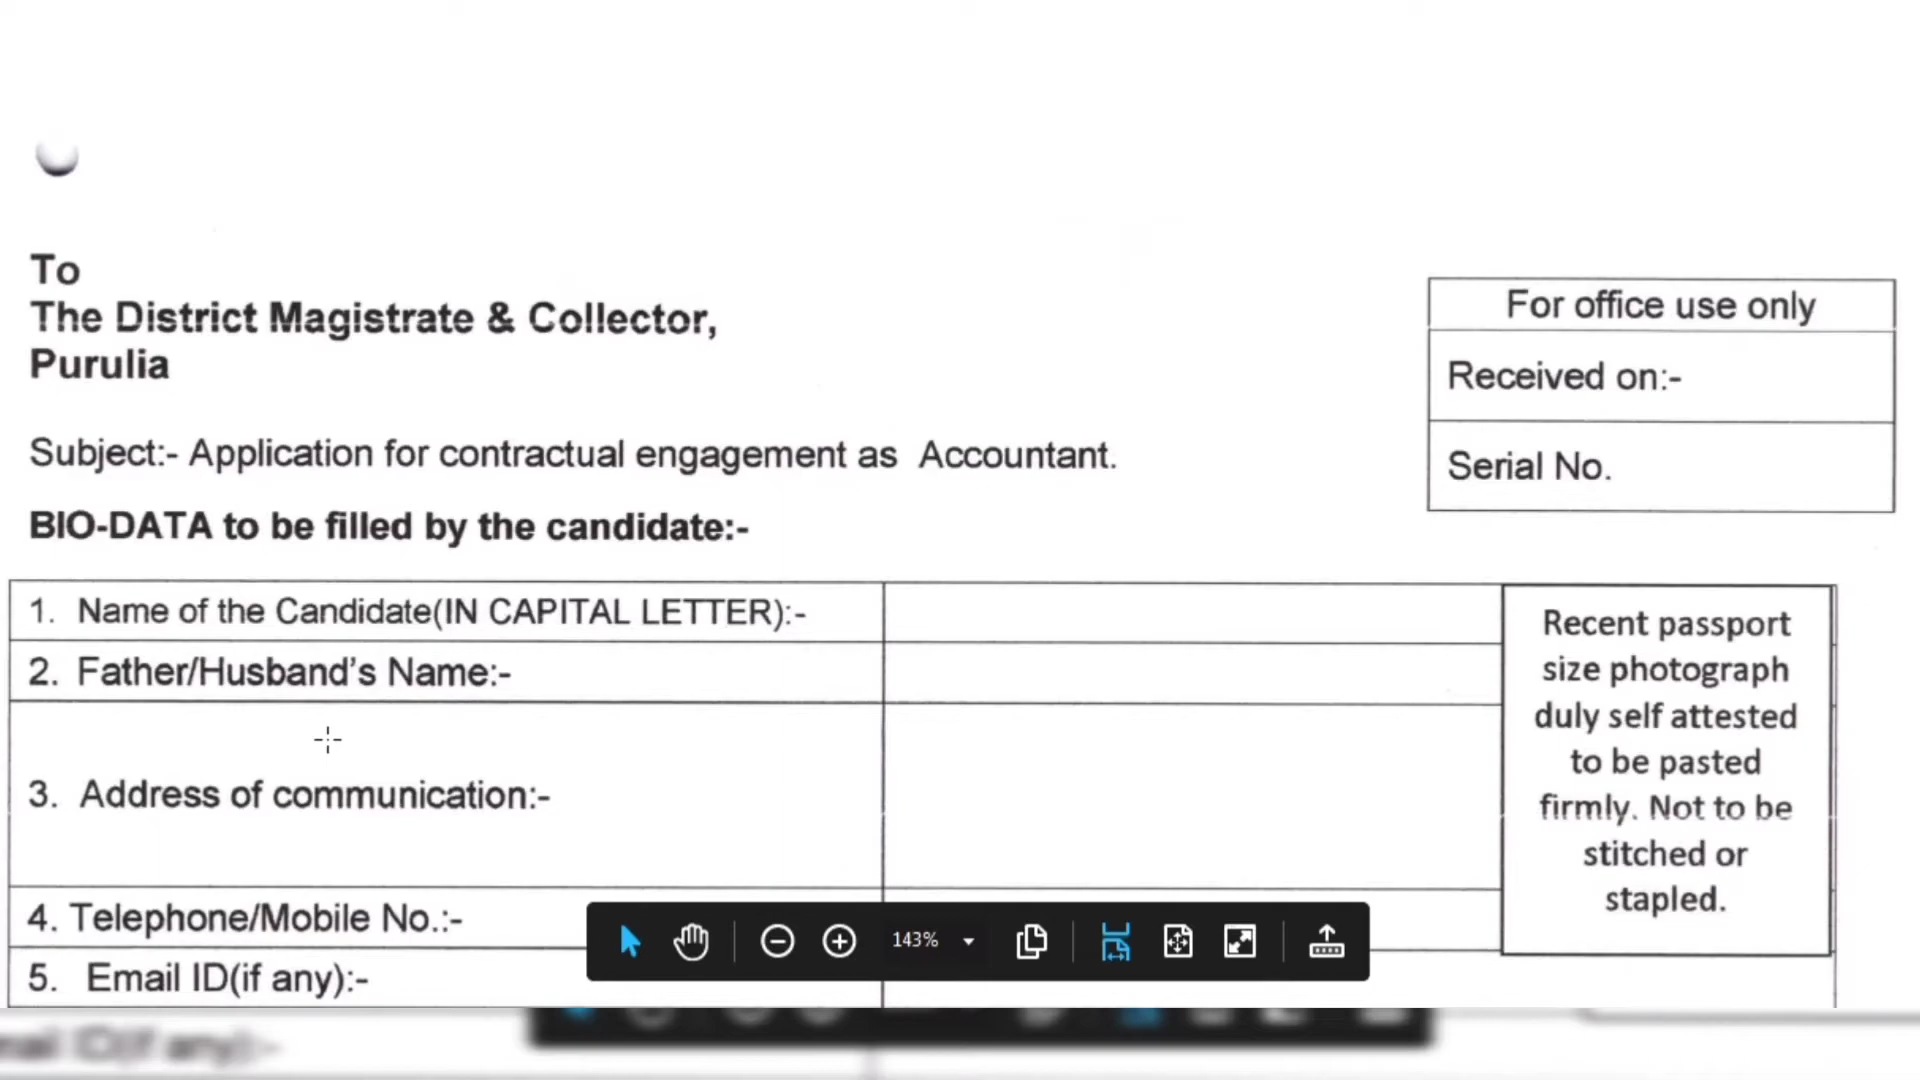 To
The District Magistrate & Collector,
Purulia
For office use only
Received on:-
Serial No.
Subject:- Application for contractual engagement as Accountant.
BIO-DATA to be filled by the candidate:-
1. Name of the Candidate(IN CAPITAL LETTER):-
2. Father/Husband's Name:-
3. Address of communication:-
4. Telephone/Mobile No.:-
5. Email ID(if any):-
Recent passport
size photograph
duly self attested
to be pasted
firmly. Not to be
stitched or
stapled.
143%